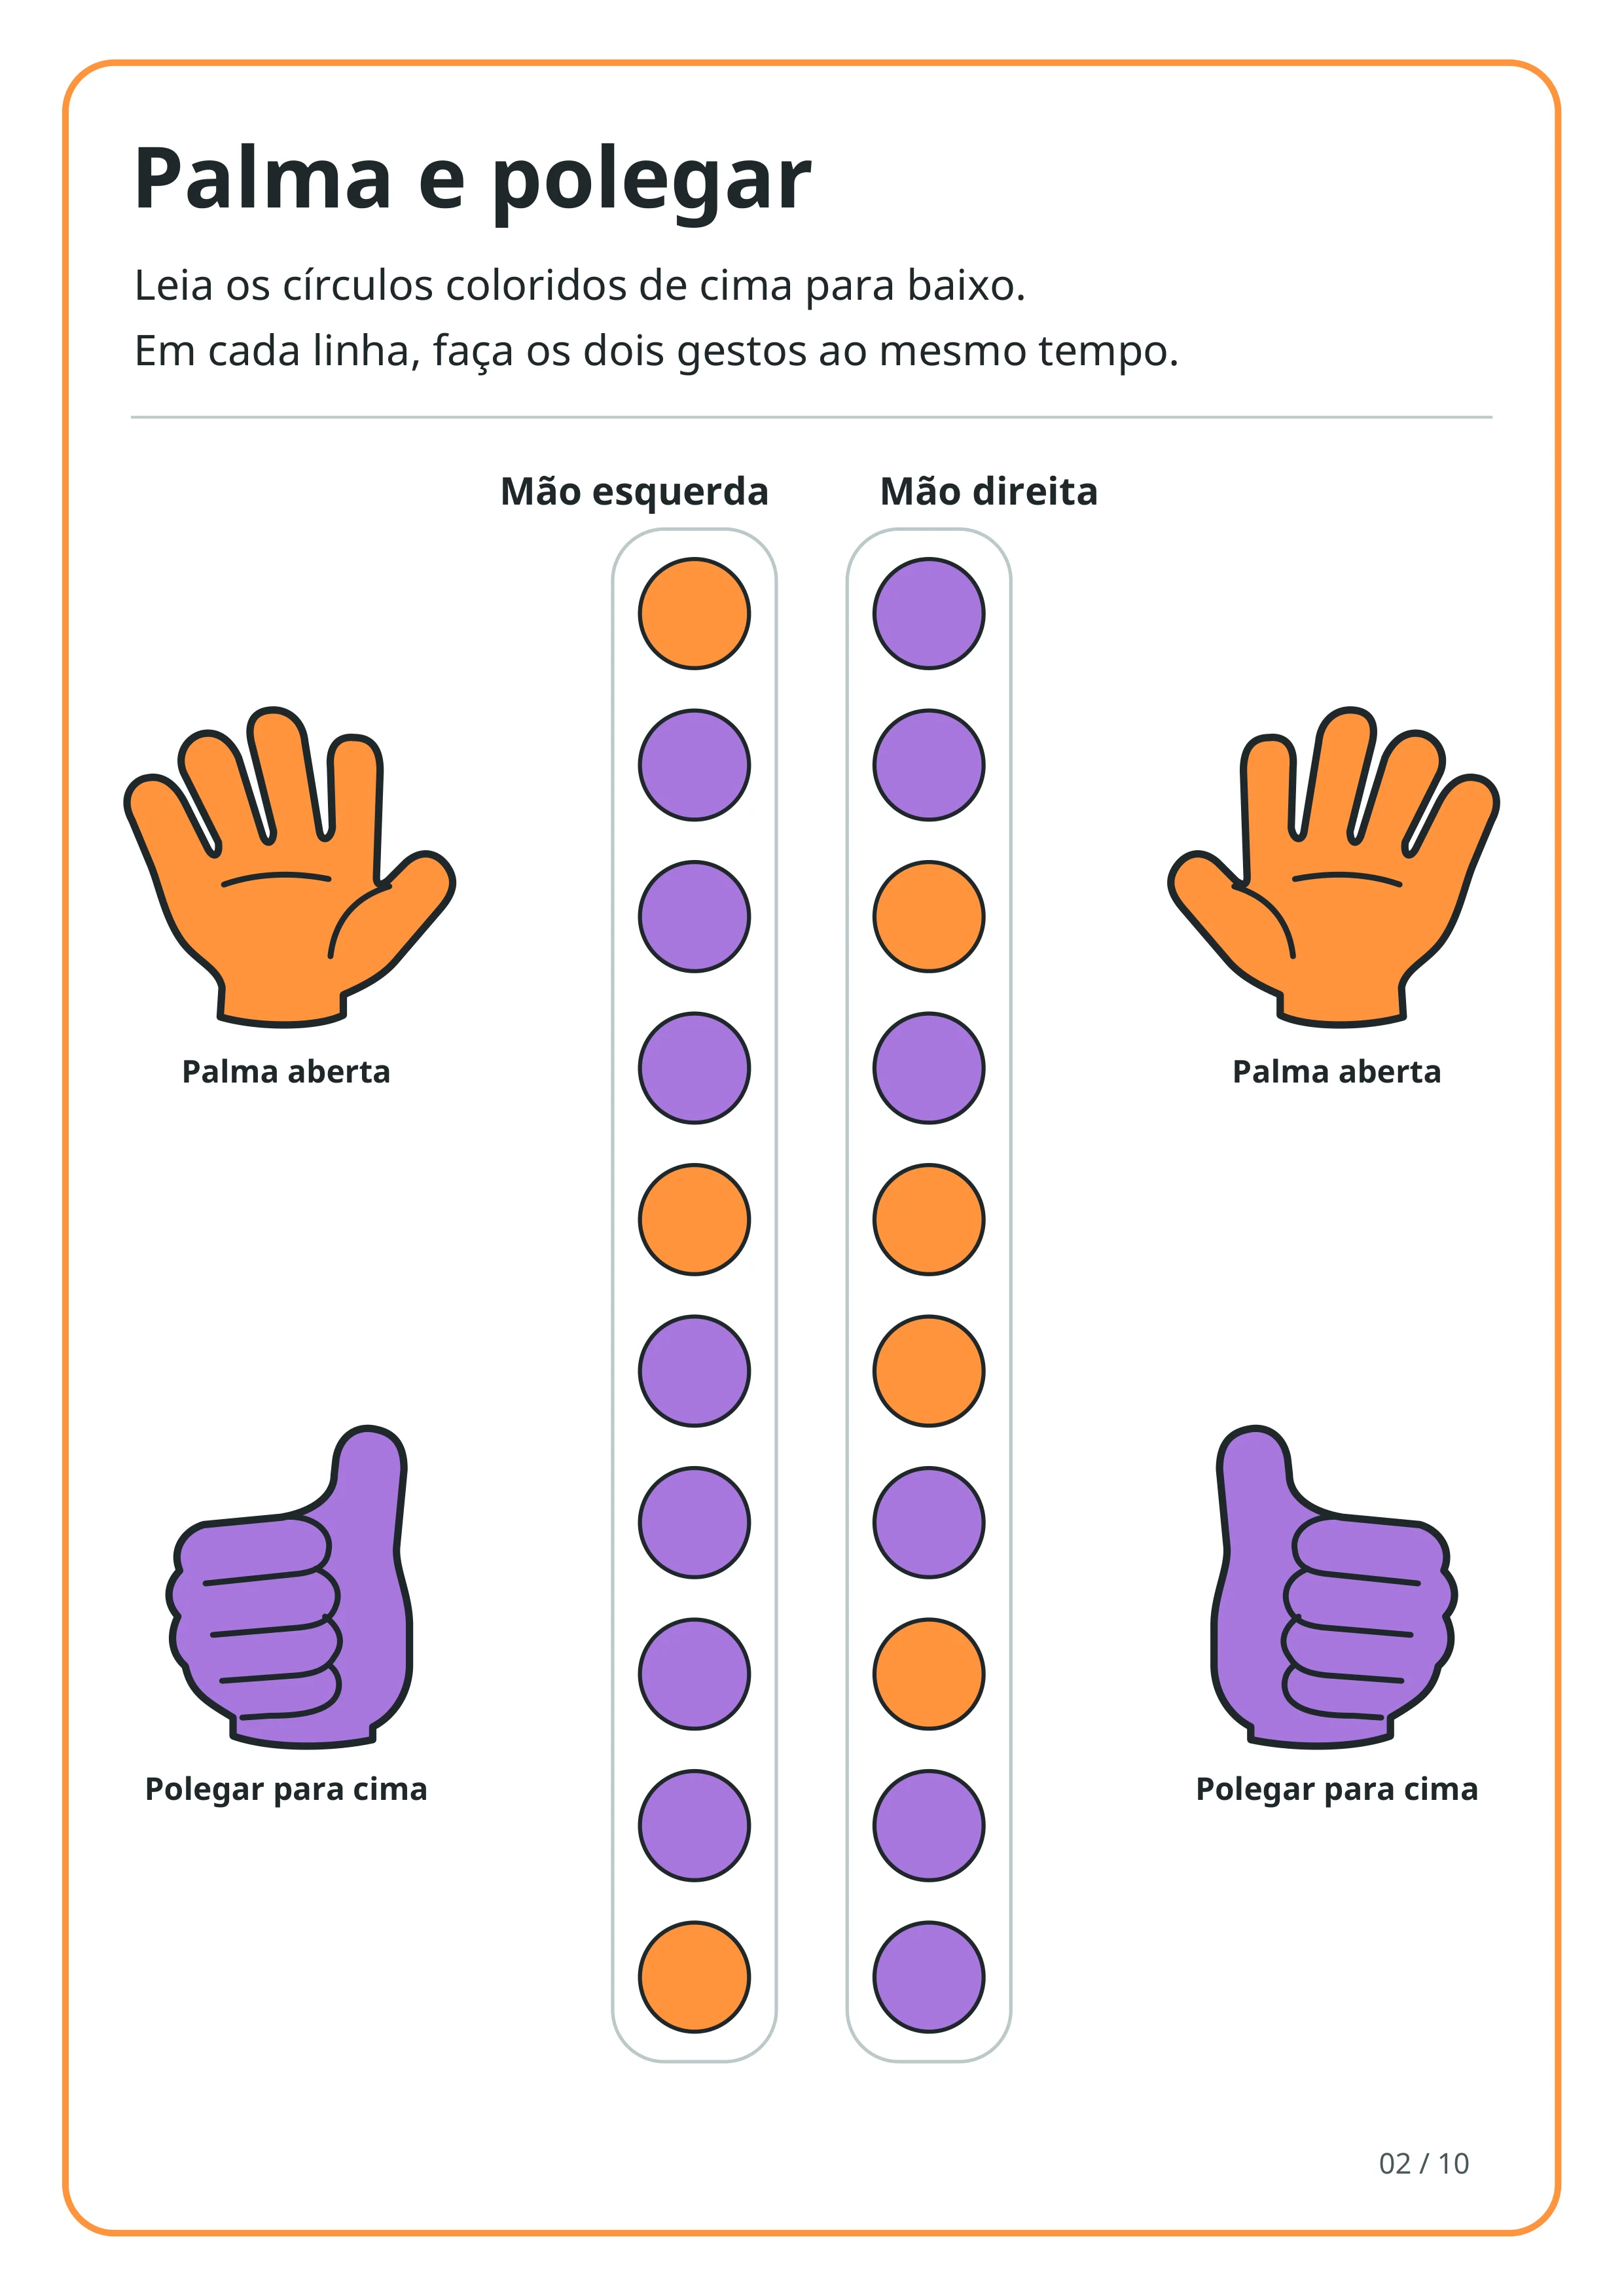 Palma e polegar
Leia os círculos coloridos de cima para baixo.
Em cada linha, faça os dois gestos ao mesmo tempo.
Mão esquerda
Mão direita
Palma aberta
Palma aberta
Polegar para cima
Polegar para cima
02 / 10